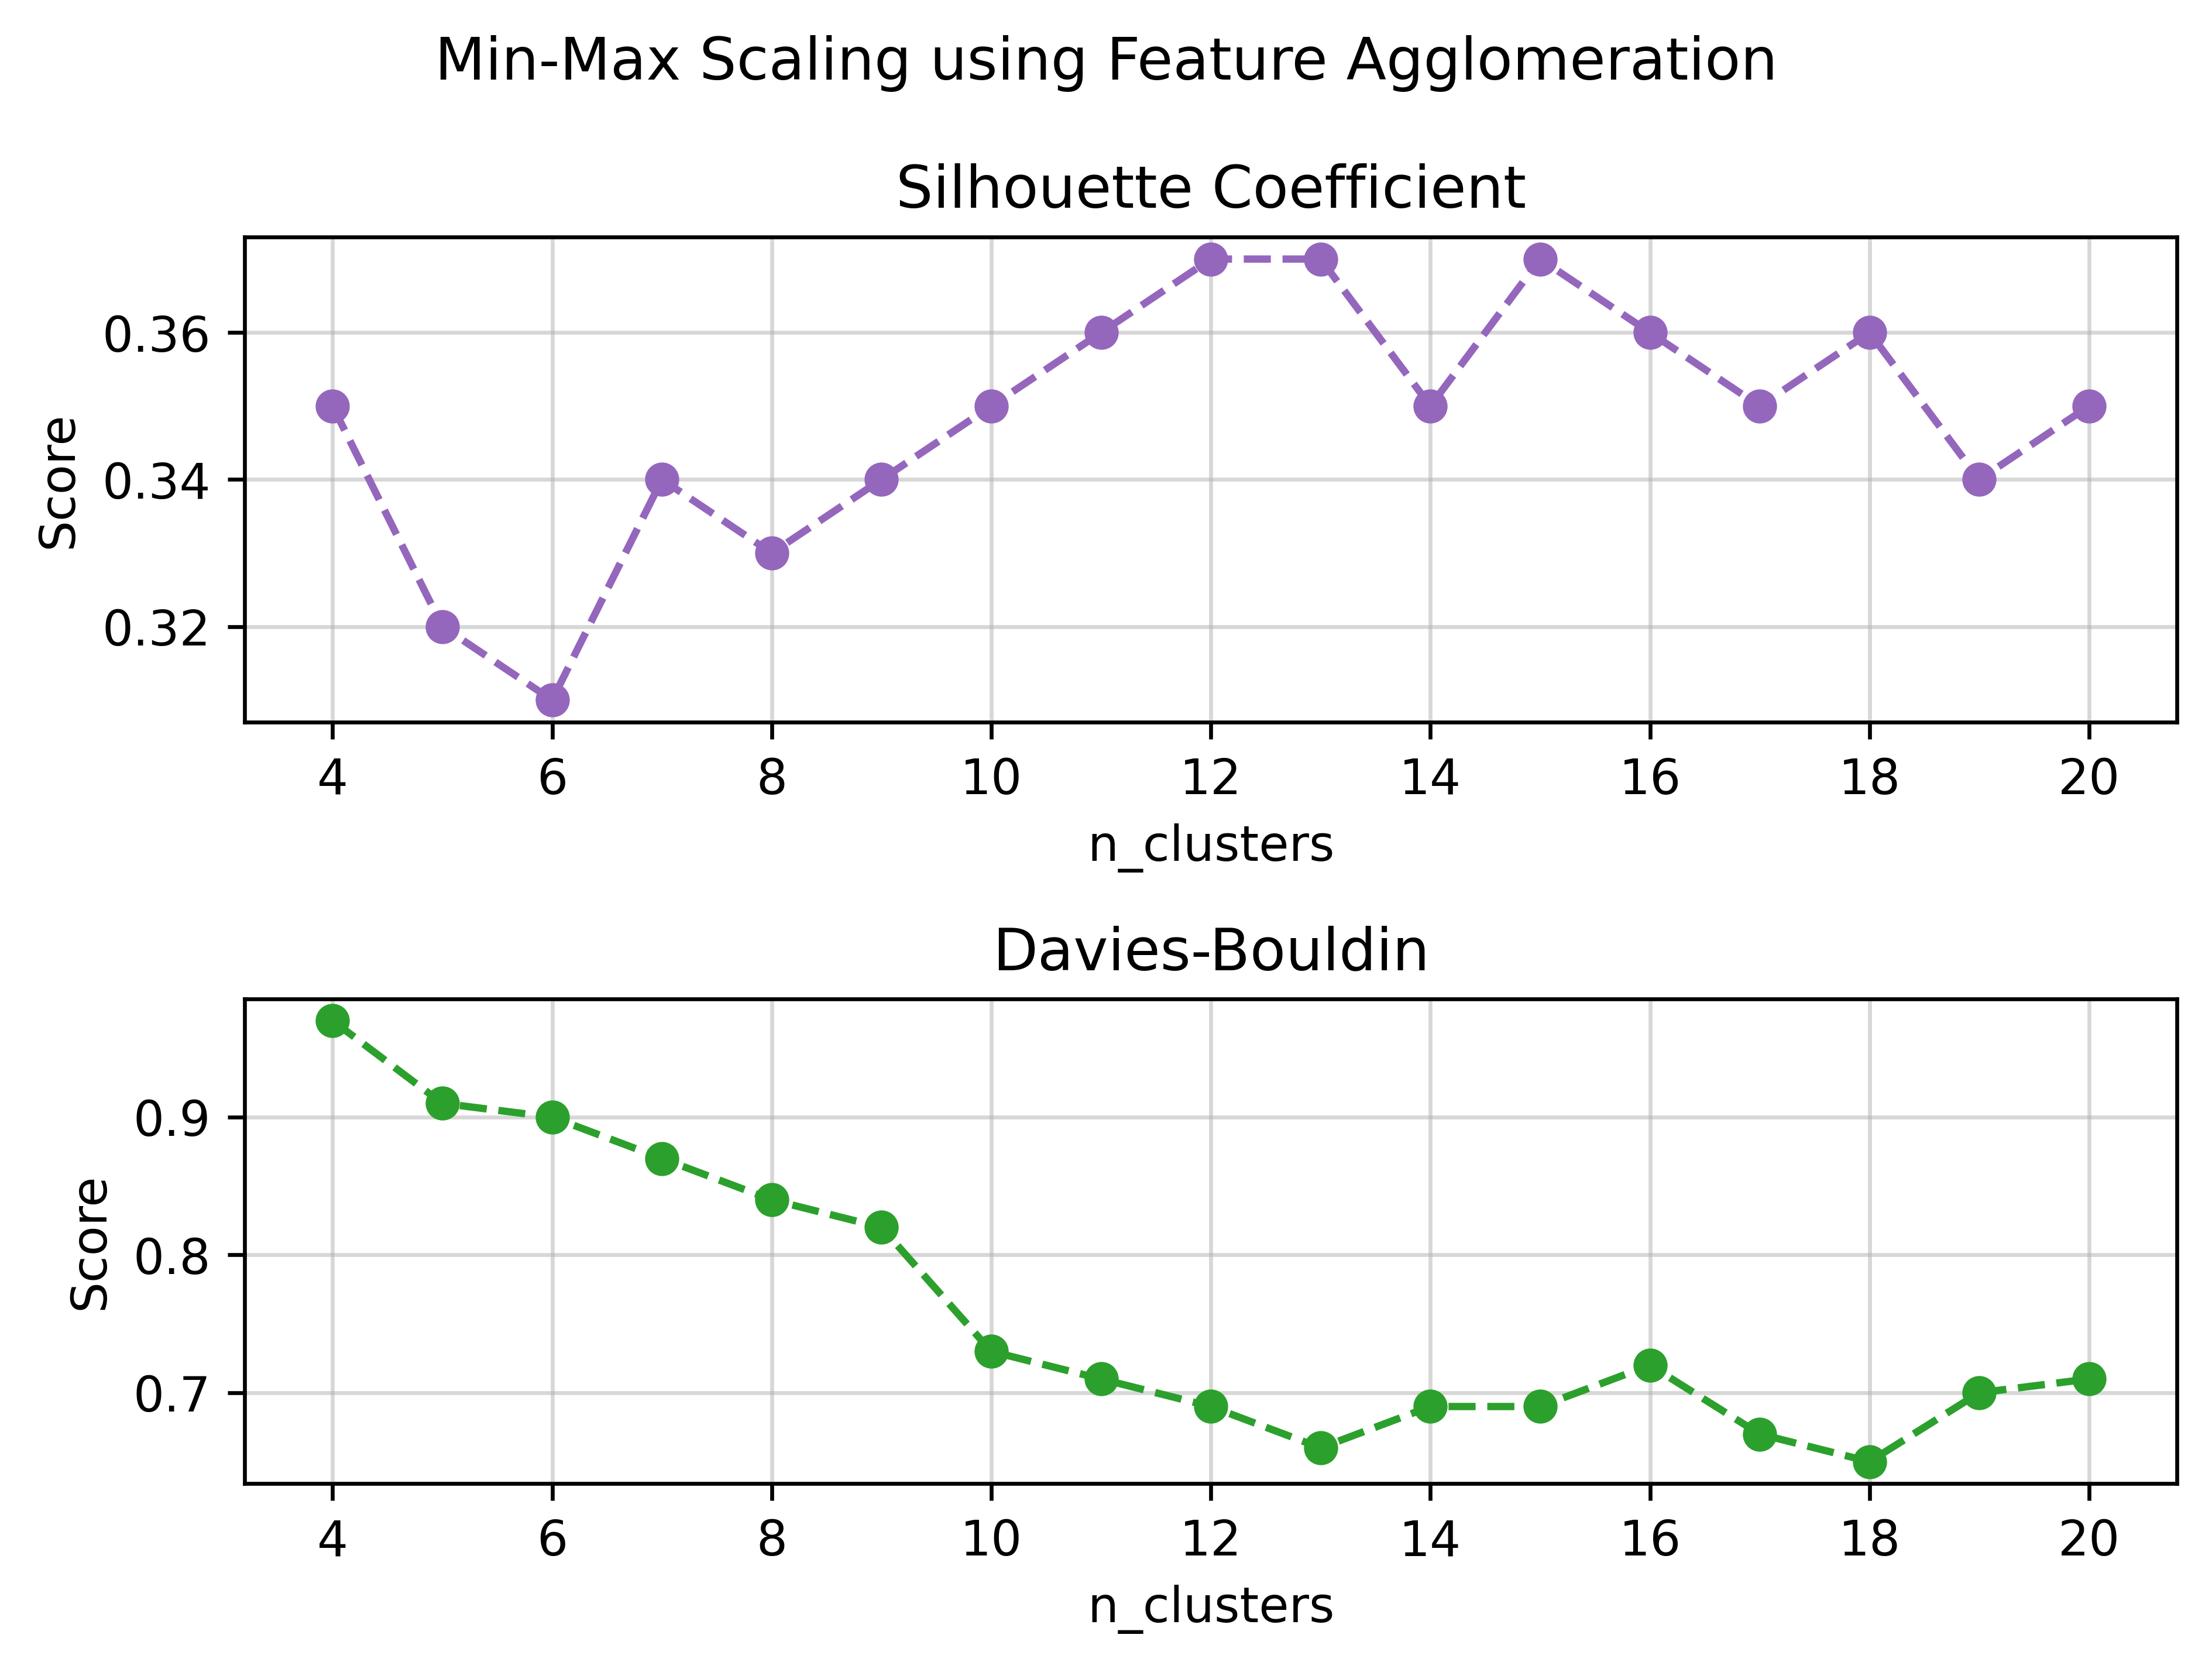 Min-Max Scaling using Feature Agglomeration
Silhouette Coefficient
Score
0.36
0.34
0.32
4 6 8 10 12 14 16 18 20
n_clusters
Davies-Bouldin
Score
0.9
0.8
0.7
4 6 8 10 12 14 16 18 20
n_clusters